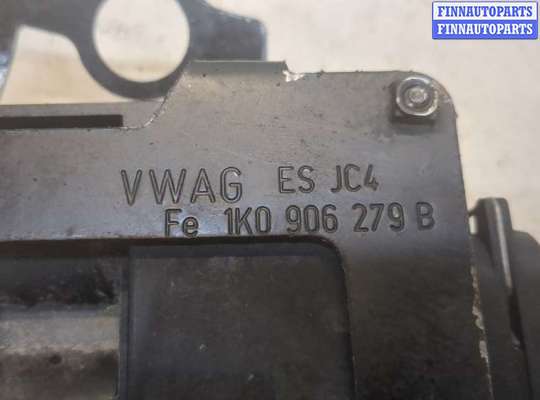 FINNAUTOPARTS
FINNAUTOPARTS
VWAG ES JC4
Fe 1K0 906 279 B